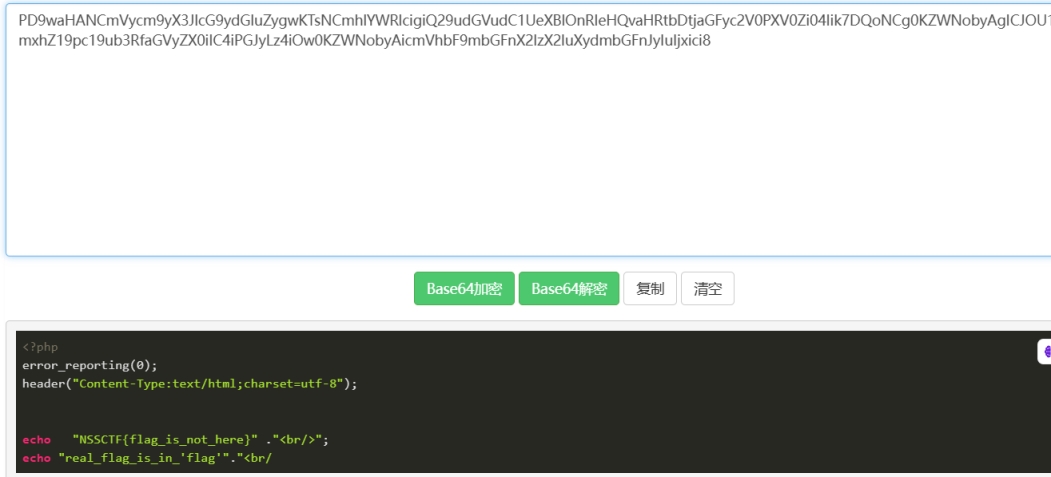 PD9waHANCmVycm9yX3JlcG9ydGluZygwKTsNCmhlYWRlcigiQ29udGVudC1UeXBlOnRleHQvaHRtbDtjaGFyc2V0PXV0Zi04Iik7DQoNCg0KZWNobyAgICJOU1
mxhZ19pc19ub3RfaGVyZX0iIC4iPGJyLz4iOw0KZWNobyAicmVhbF9mbGFnX2lzX2luXydmbGFnJyIuIjxici8
Base64加密 Base64解密 复制 清空
<?php
error_reporting(0);
header("Content-Type:text/html;charset=utf-8");
echo   "NSSCTF{flag_is_not_here}" ."<br/>";
echo "real_flag_is_in_'flag'"."<br/